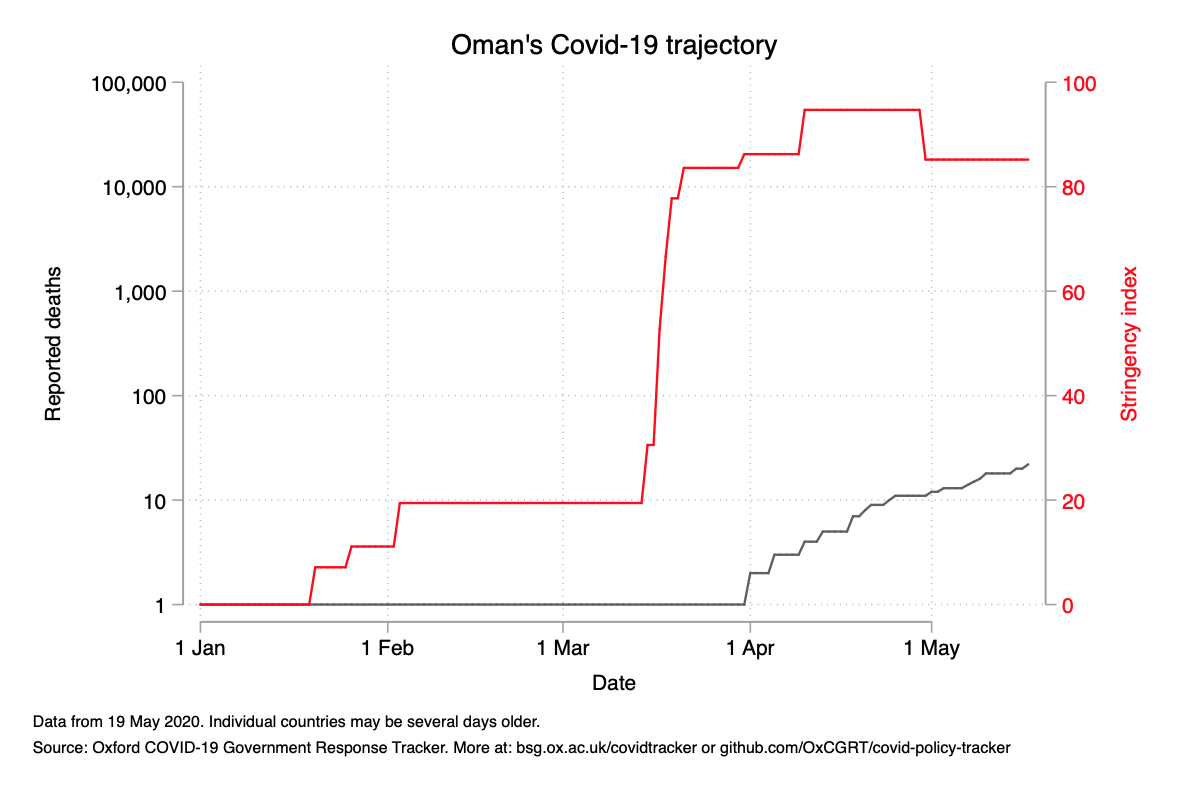 Oman's Covid-19 trajectory
100,000
10,000
1,000
100
10
1
Reported deaths
100
80
60
40
20
0
Stringency index
1 Jan
1 Feb
1 Mar
1 Apr
1 May
Date
Data from 19 May 2020. Individual countries may be several days older.
Source: Oxford COVID-19 Government Response Tracker. More at: bsg.ox.ac.uk/covidtracker or github.com/OxCGRT/covid-policy-tracker